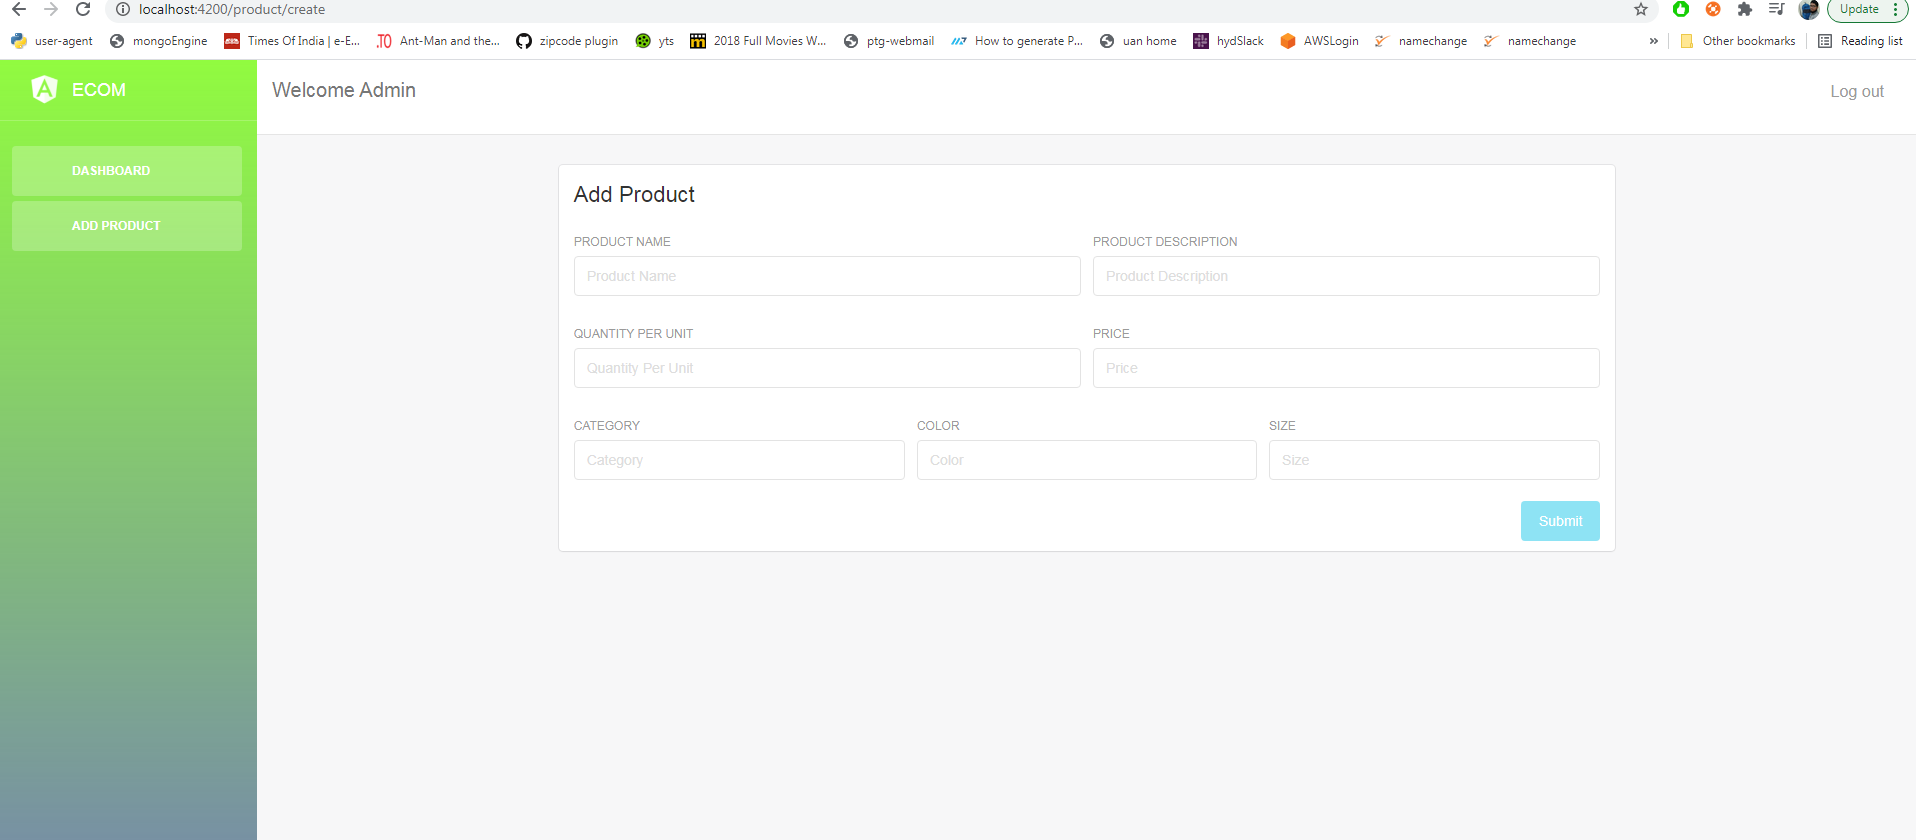 localhost:4200/product/create
Update
user-agent mongoEngine Times Of India | e-E... Ant-Man and the... zipcode plugin yts 2018 Full Movies W... ptg-webmail How to generate P... uan home hydSlack AWSLogin namechange namechange » Other bookmarks Reading list
ECOM
Welcome Admin
Log out
DASHBOARD
ADD PRODUCT
Add Product
PRODUCT NAME PRODUCT DESCRIPTION
Product Name Product Description
QUANTITY PER UNIT PRICE
Quantity Per Unit Price
CATEGORY COLOR SIZE
Category Color Size
Submit